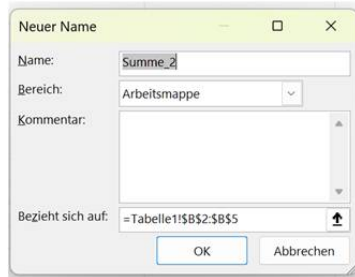 Neuer Name
Name: Summe_2
Bereich: Arbeitsmappe
Kommentar:
Bezieht sich auf: =Tabelle1!$B$2:$B$5
OK Abbrechen